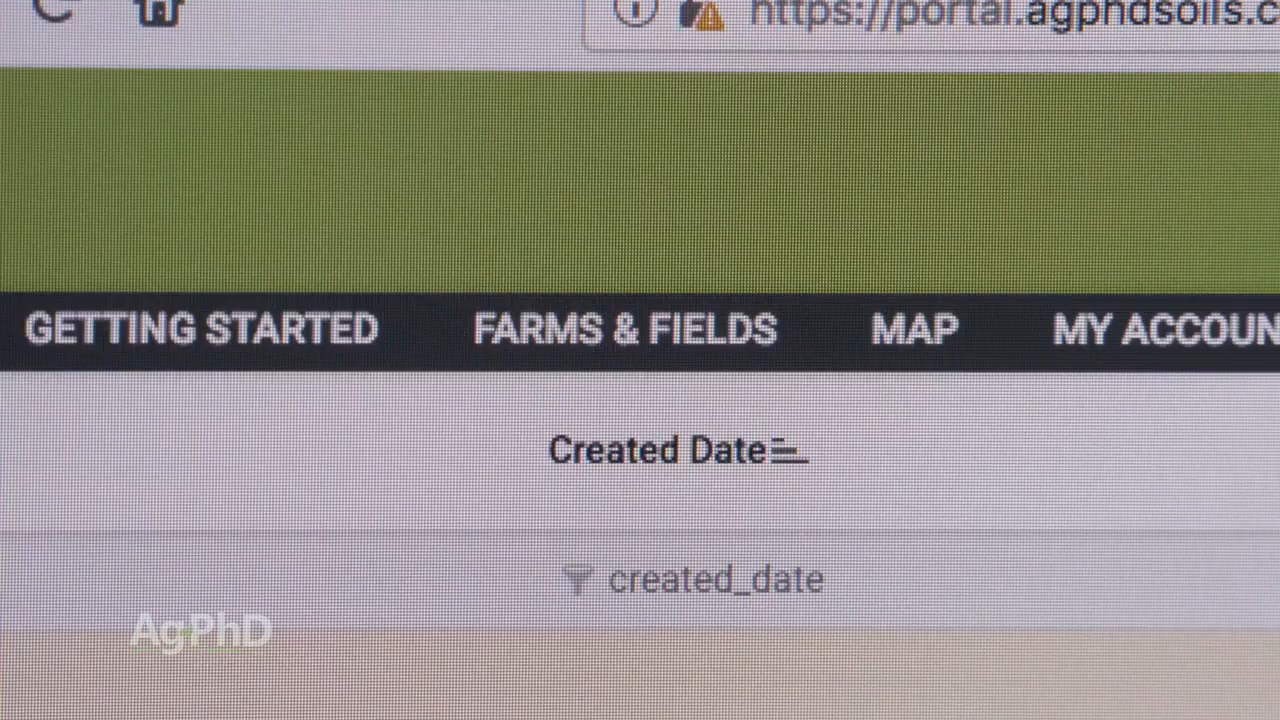 https://portal.agphdsoils.c
GETTING STARTED FARMS & FIELDS MAP MY ACCOUN
Created Date
created_date
AgPhD